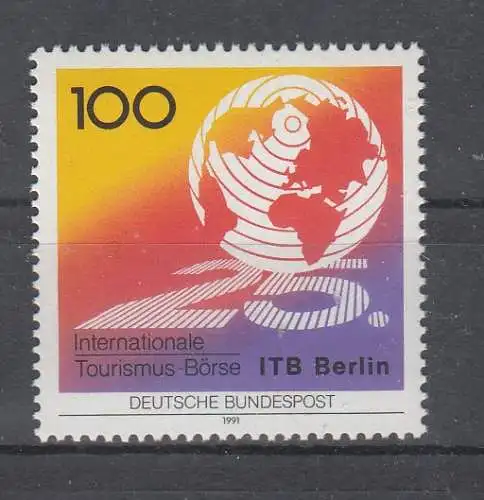 100
25.
Internationale
Tourismus-Börse ITB Berlin
DEUTSCHE BUNDESPOST
1991